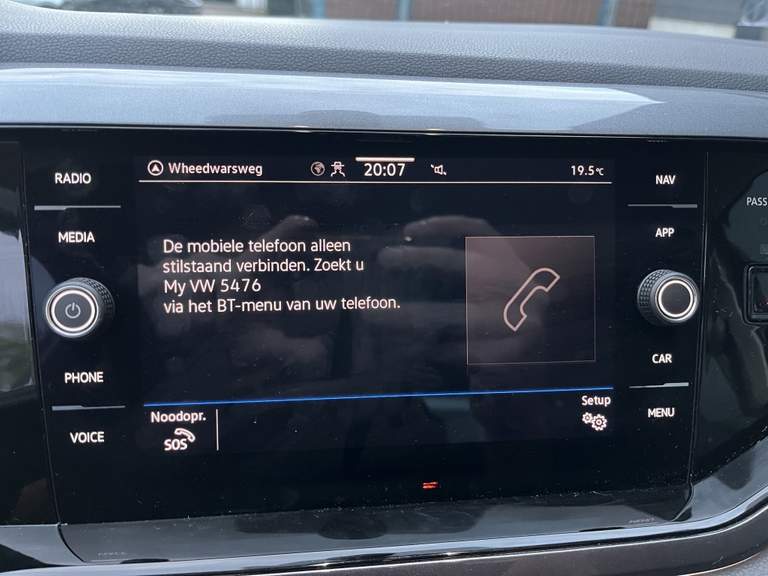 Wheedwarsweg
20:07
19.5°C
RADIO
MEDIA
PHONE
VOICE
De mobiele telefoon alleen
stilstaand verbinden. Zoekt u
My VW 5476
via het BT-menu van uw telefoon.
Noodopr.
SOS
Setup
NAV
APP
CAR
MENU
PASS